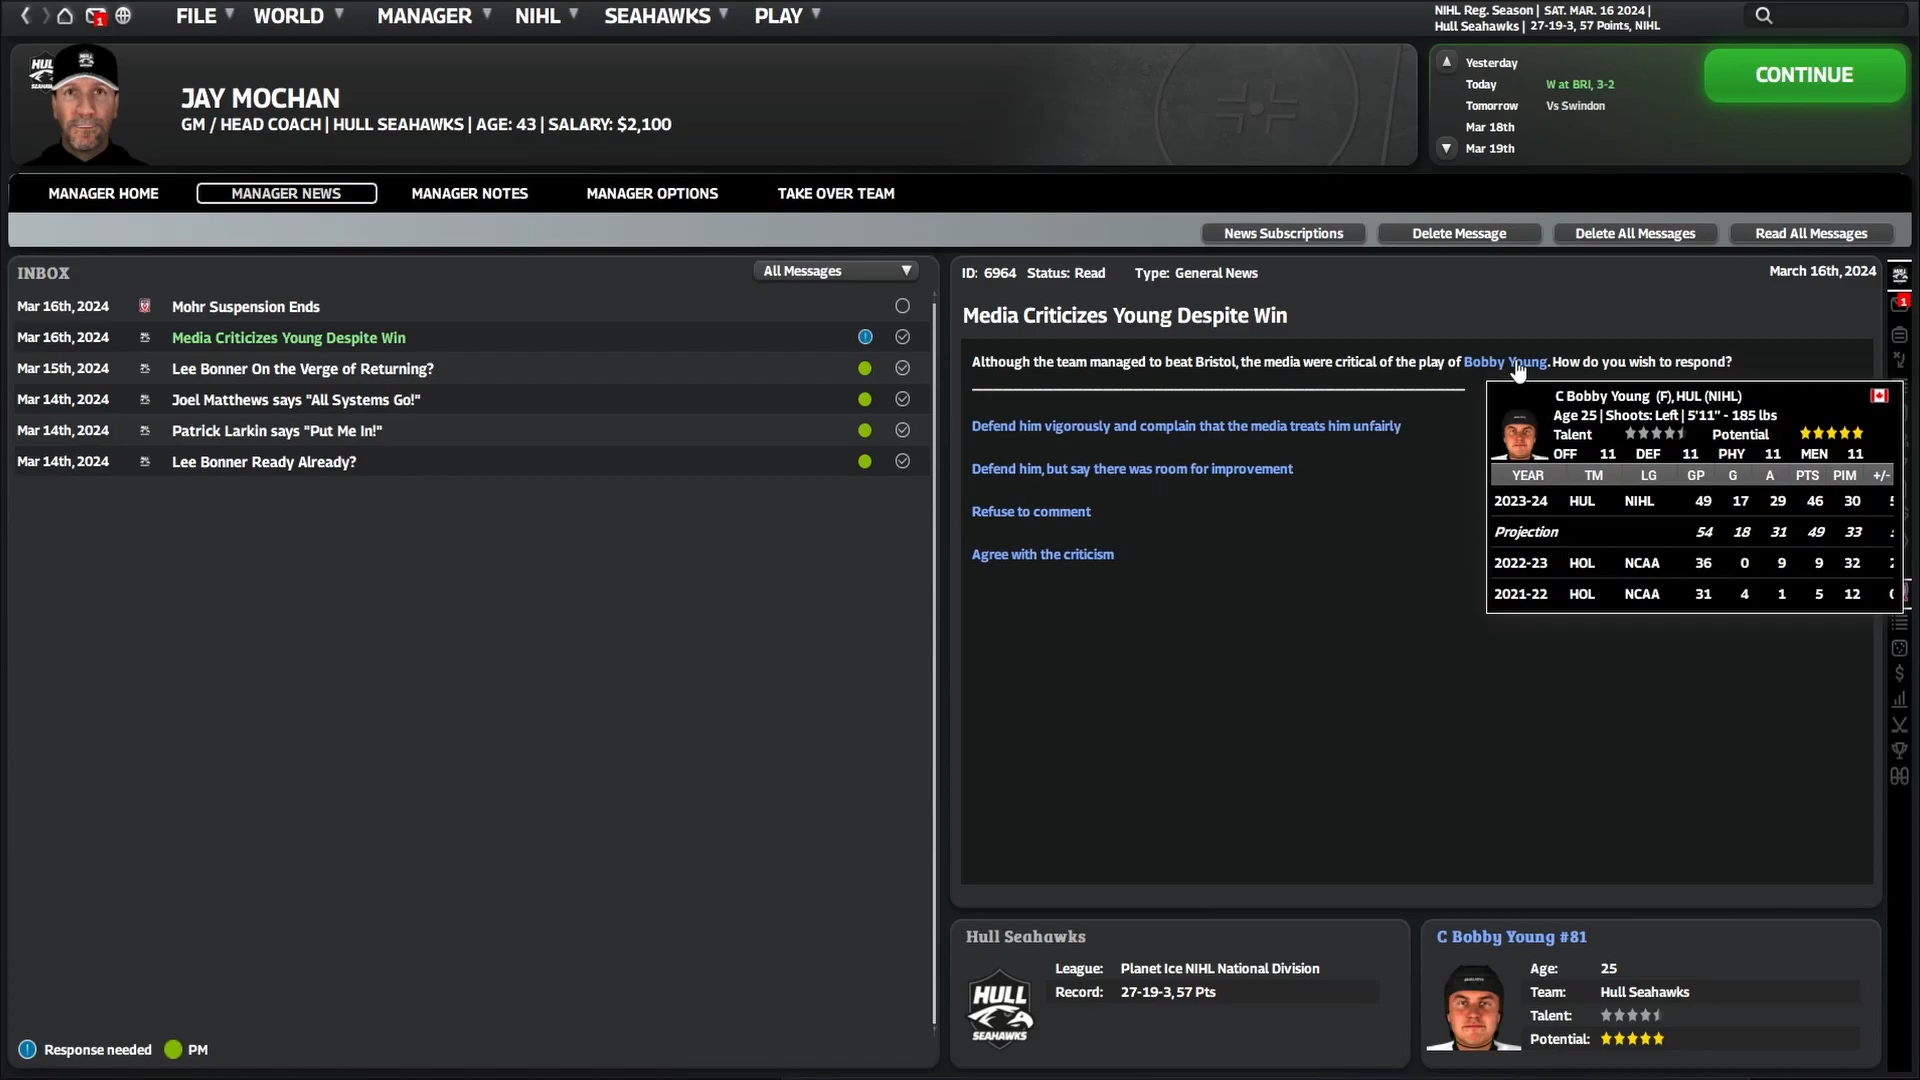 1
FILE WORLD MANAGER NIHL SEAHAWKS PLAY
NIHL Reg. Season | SAT. MAR. 16 2024 |
Hull Seahawks | 27-19-3, 57 Points, NIHL
HULL
JAY MOCHAN
GM / HEAD COACH | HULL SEAHAWKS | AGE: 43 | SALARY: $2,100
Yesterday
Today W at BRI, 3-2
Tomorrow Vs Swindon
Mar 18th
Mar 19th
CONTINUE
MANAGER HOME MANAGER NEWS MANAGER NOTES MANAGER OPTIONS TAKE OVER TEAM
News Subscriptions Delete Message Delete All Messages Read All Messages
INBOX All Messages
Mar 16th, 2024 Mohr Suspension Ends
Mar 16th, 2024 Media Criticizes Young Despite Win
Mar 15th, 2024 Lee Bonner On the Verge of Returning?
Mar 14th, 2024 Joel Matthews says "All Systems Go!"
Mar 14th, 2024 Patrick Larkin says "Put Me In!"
Mar 14th, 2024 Lee Bonner Ready Already?
Response needed PM
ID: 6964 Status: Read Type: General News March 16th, 2024
Media Criticizes Young Despite Win
Although the team managed to beat Bristol, the media were critical of the play of Bobby Young. How do you wish to respond?
Defend him vigorously and complain that the media treats him unfairly
Defend him, but say there was room for improvement
Refuse to comment
Agree with the criticism
C Bobby Young (F), HUL (NIHL)
Age 25 | Shoots: Left | 5'11" - 185 lbs
Talent Potential
OFF 11 DEF 11 PHY 11 MEN 11
YEAR TM LG GP G A PTS PIM +/-
2023-24 HUL NIHL 49 17 29 46 30
Projection 54 18 31 49 33
2022-23 HOL NCAA 36 0 9 9 32
2021-22 HOL NCAA 31 4 1 5 12
1
Hull Seahawks
HULL
SEAHAWKS
League: Planet Ice NIHL National Division
Record: 27-19-3, 57 Pts
C Bobby Young #81
Age: 25
Team: Hull Seahawks
Talent:
Potential: